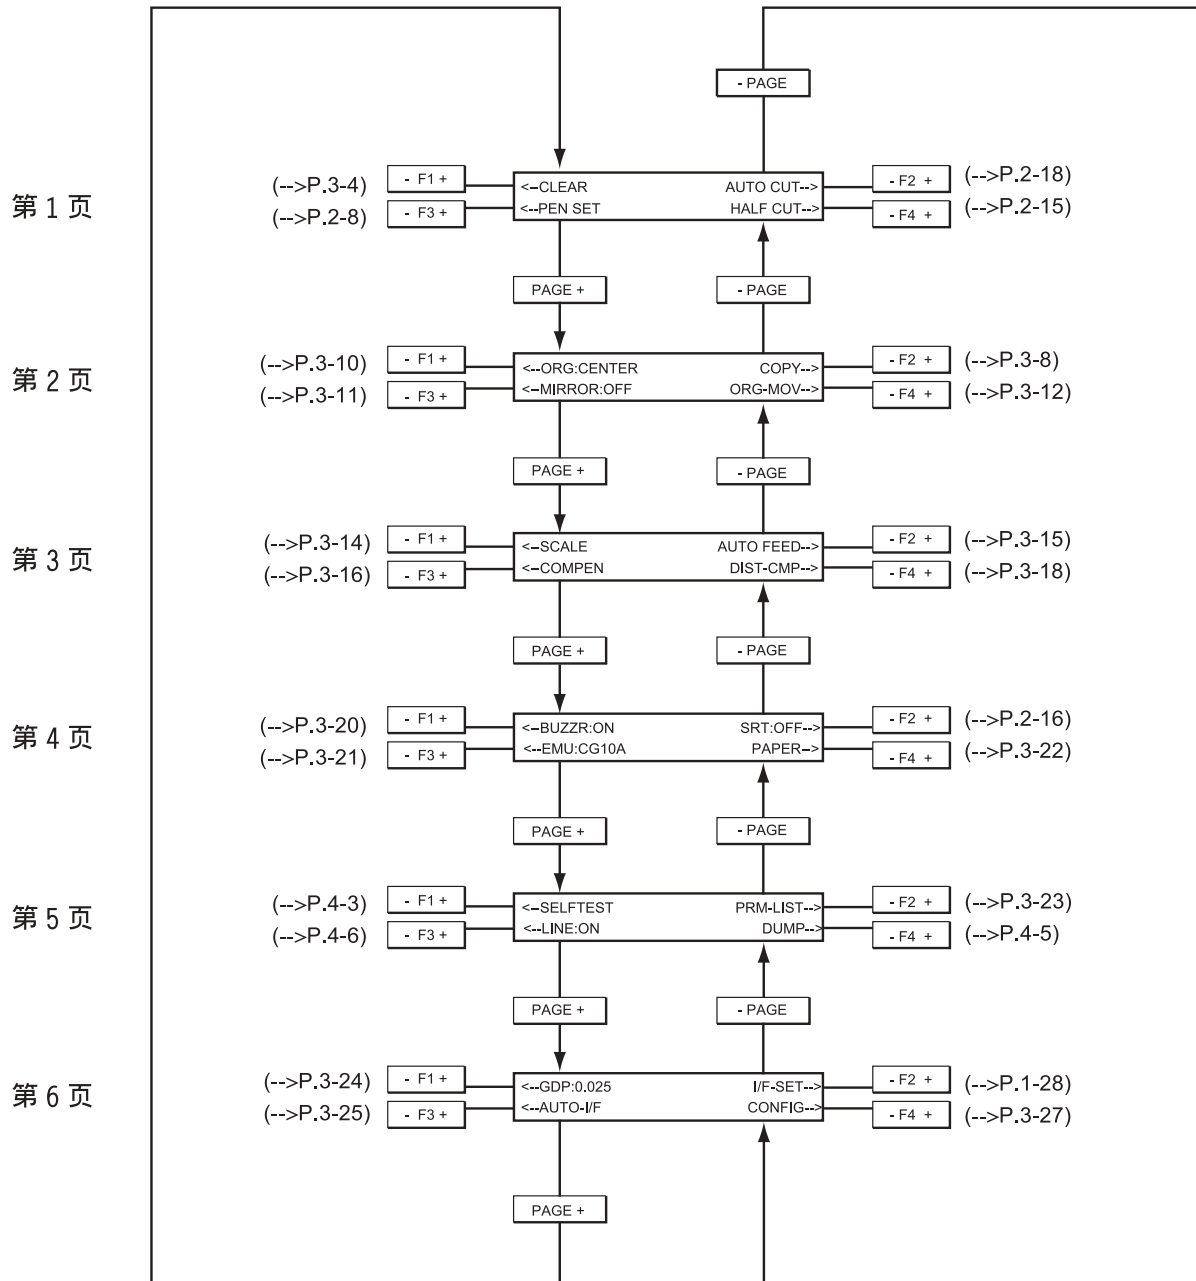 - PAGE
第 1 页
(-->P.3-4)
- F1 +
<--CLEAR
AUTO CUT-->
- F2 +
(-->P.2-18)
(-->P.2-8)
- F3 +
<--PEN SET
HALF CUT-->
- F4 +
(-->P.2-15)
PAGE +
- PAGE
第 2 页
(-->P.3-10)
- F1 +
<--ORG:CENTER
COPY-->
- F2 +
(-->P.3-8)
(-->P.3-11)
- F3 +
<--MIRROR:OFF
ORG-MOV-->
- F4 +
(-->P.3-12)
PAGE +
- PAGE
第 3 页
(-->P.3-14)
- F1 +
<--SCALE
AUTO FEED-->
- F2 +
(-->P.3-15)
(-->P.3-16)
- F3 +
<--COMPEN
DIST-CMP-->
- F4 +
(-->P.3-18)
PAGE +
- PAGE
第 4 页
(-->P.3-20)
- F1 +
<--BUZZR:ON
SRT:OFF-->
- F2 +
(-->P.2-16)
(-->P.3-21)
- F3 +
<--EMU:CG10A
PAPER-->
- F4 +
(-->P.3-22)
PAGE +
- PAGE
第 5 页
(-->P.4-3)
- F1 +
<--SELFTEST
PRM-LIST-->
- F2 +
(-->P.3-23)
(-->P.4-6)
- F3 +
<--LINE:ON
DUMP-->
- F4 +
(-->P.4-5)
PAGE +
- PAGE
第 6 页
(-->P.3-24)
- F1 +
<--GDP:0.025
I/F-SET-->
- F2 +
(-->P.1-28)
(-->P.3-25)
- F3 +
<--AUTO-I/F
CONFIG-->
- F4 +
(-->P.3-27)
PAGE +